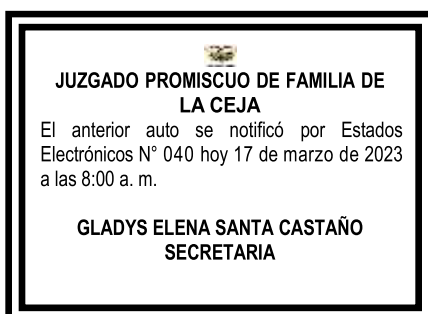 JUZGADO PROMISCUO DE FAMILIA DE
LA CEJA
El anterior auto se notificó por Estados
Electrónicos N° 040 hoy 17 de marzo de 2023
a las 8:00 a. m.
GLADYS ELENA SANTA CASTAÑO
SECRETARIA